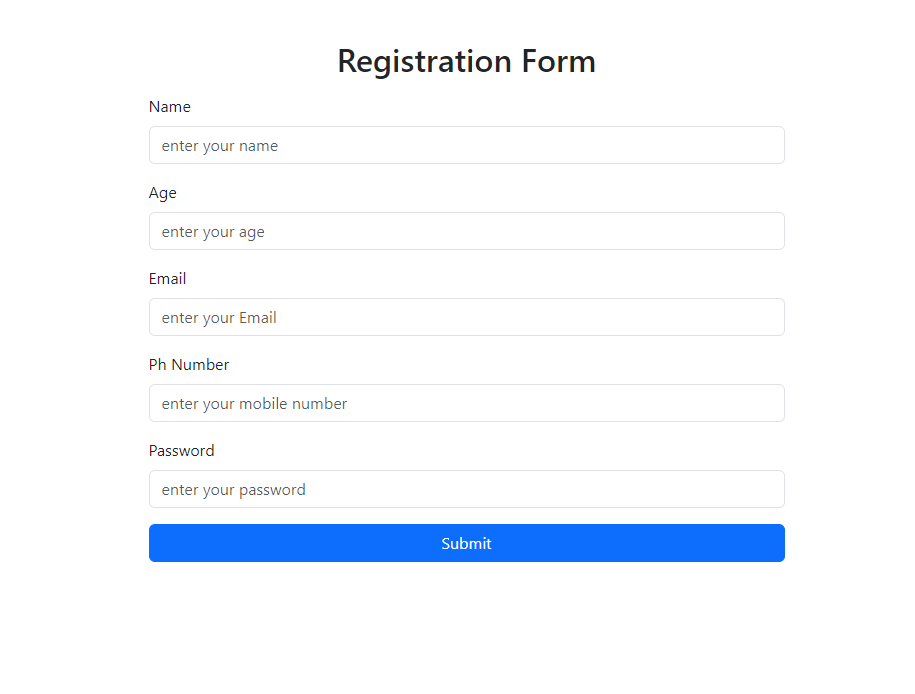 Registration Form
Name
enter your name
Age
enter your age
Email
enter your Email
Ph Number
enter your mobile number
Password
enter your password
Submit